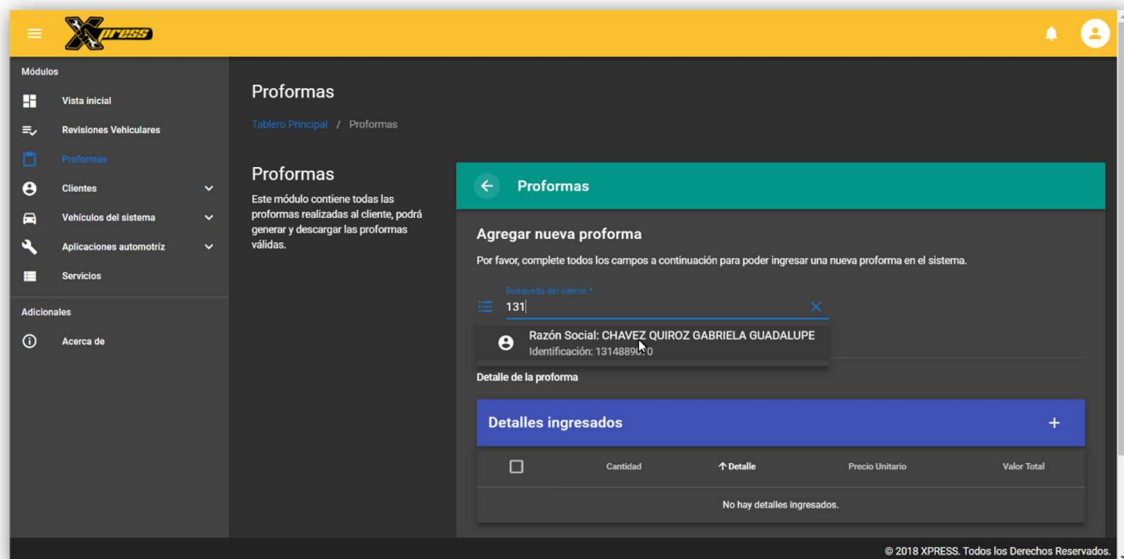 Xpress
Módulos
Vista inicial
Revisiones Vehiculares
Proformas
Clientes
Vehículos del sistema
Aplicaciones automotríz
Servicios
Adicionales
Acerca de
Proformas
Tablero Principal / Proformas
Proformas
Este módulo contiene todas las
proformas realizadas al cliente, podrá
generar y descargar las proformas
válidas.
Proformas
Agregar nueva proforma
Por favor, complete todos los campos a continuación para poder ingresar una nueva proforma en el sistema.
Búsqueda del cliente *
131
Razón Social: CHAVEZ QUIROZ GABRIELA GUADALUPE
Identificación:
Detalle de la proforma
Detalles ingresados
Cantidad Detalle Precio Unitario Valor Total
No hay detalles ingresados.
© 2018 XPRESS. Todos los Derechos Reservados.